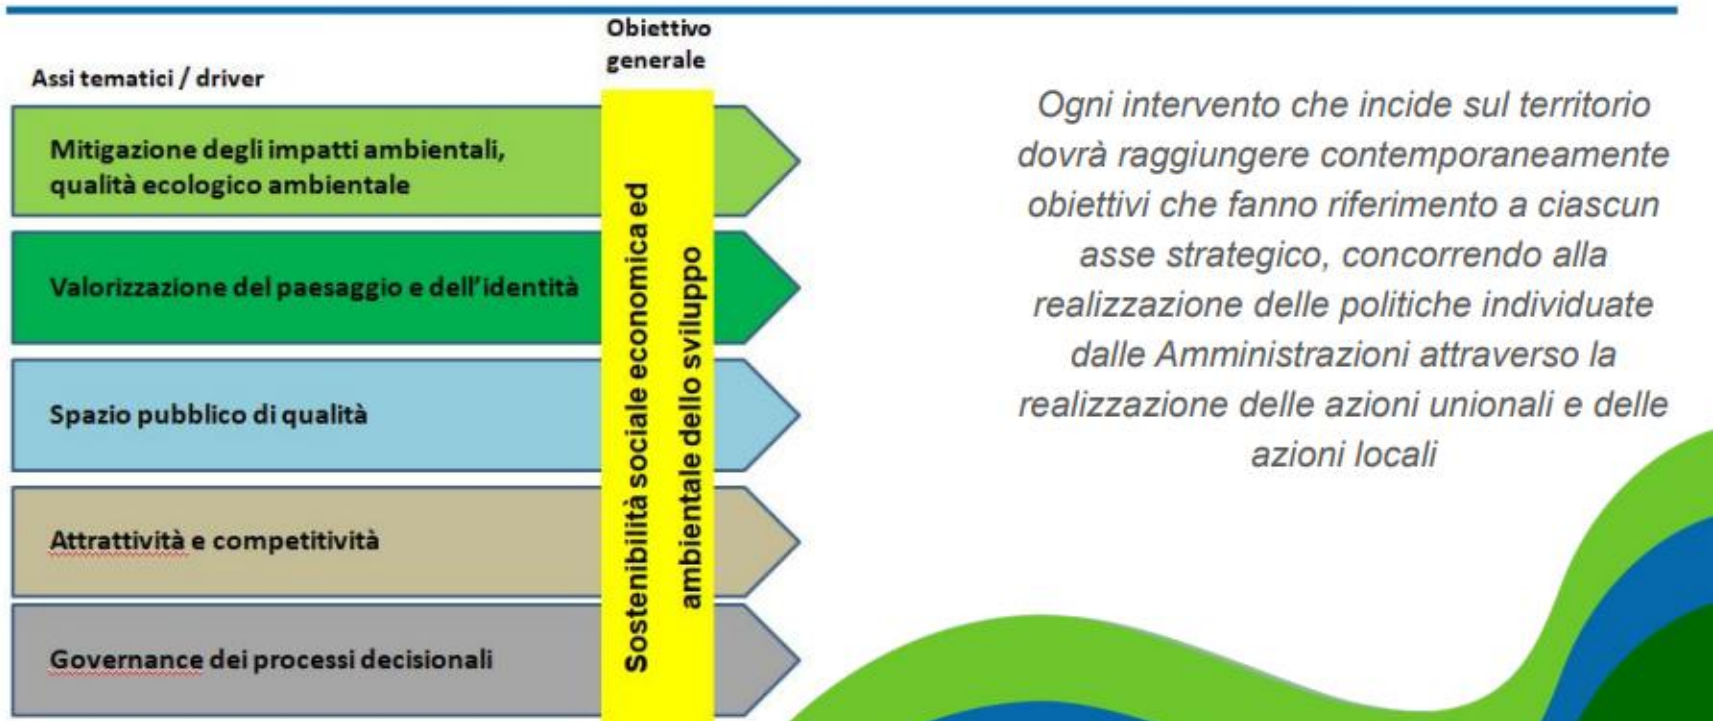 Assi tematici / driver
Obiettivo
generale
Mitigazione degli impatti ambientali,
qualità ecologico ambientale
Valorizzazione del paesaggio e dell'identità
Spazio pubblico di qualità
Attrattività e competitività
Governance dei processi decisionali
Sostenibilità sociale economica ed
ambientale dello sviluppo
Ogni intervento che incide sul territorio
dovrà raggiungere contemporaneamente
obiettivi che fanno riferimento a ciascun
asse strategico, concorrendo alla
realizzazione delle politiche individuate
dalle Amministrazioni attraverso la
realizzazione delle azioni unionali e delle
azioni locali